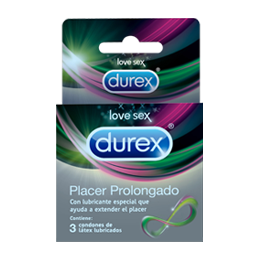 love sex
durex
love sex
durex®
Placer Prolongado
Con lubricante especial que
ayuda a extender el placer
Contiene:
3 condones de
látex lubricados